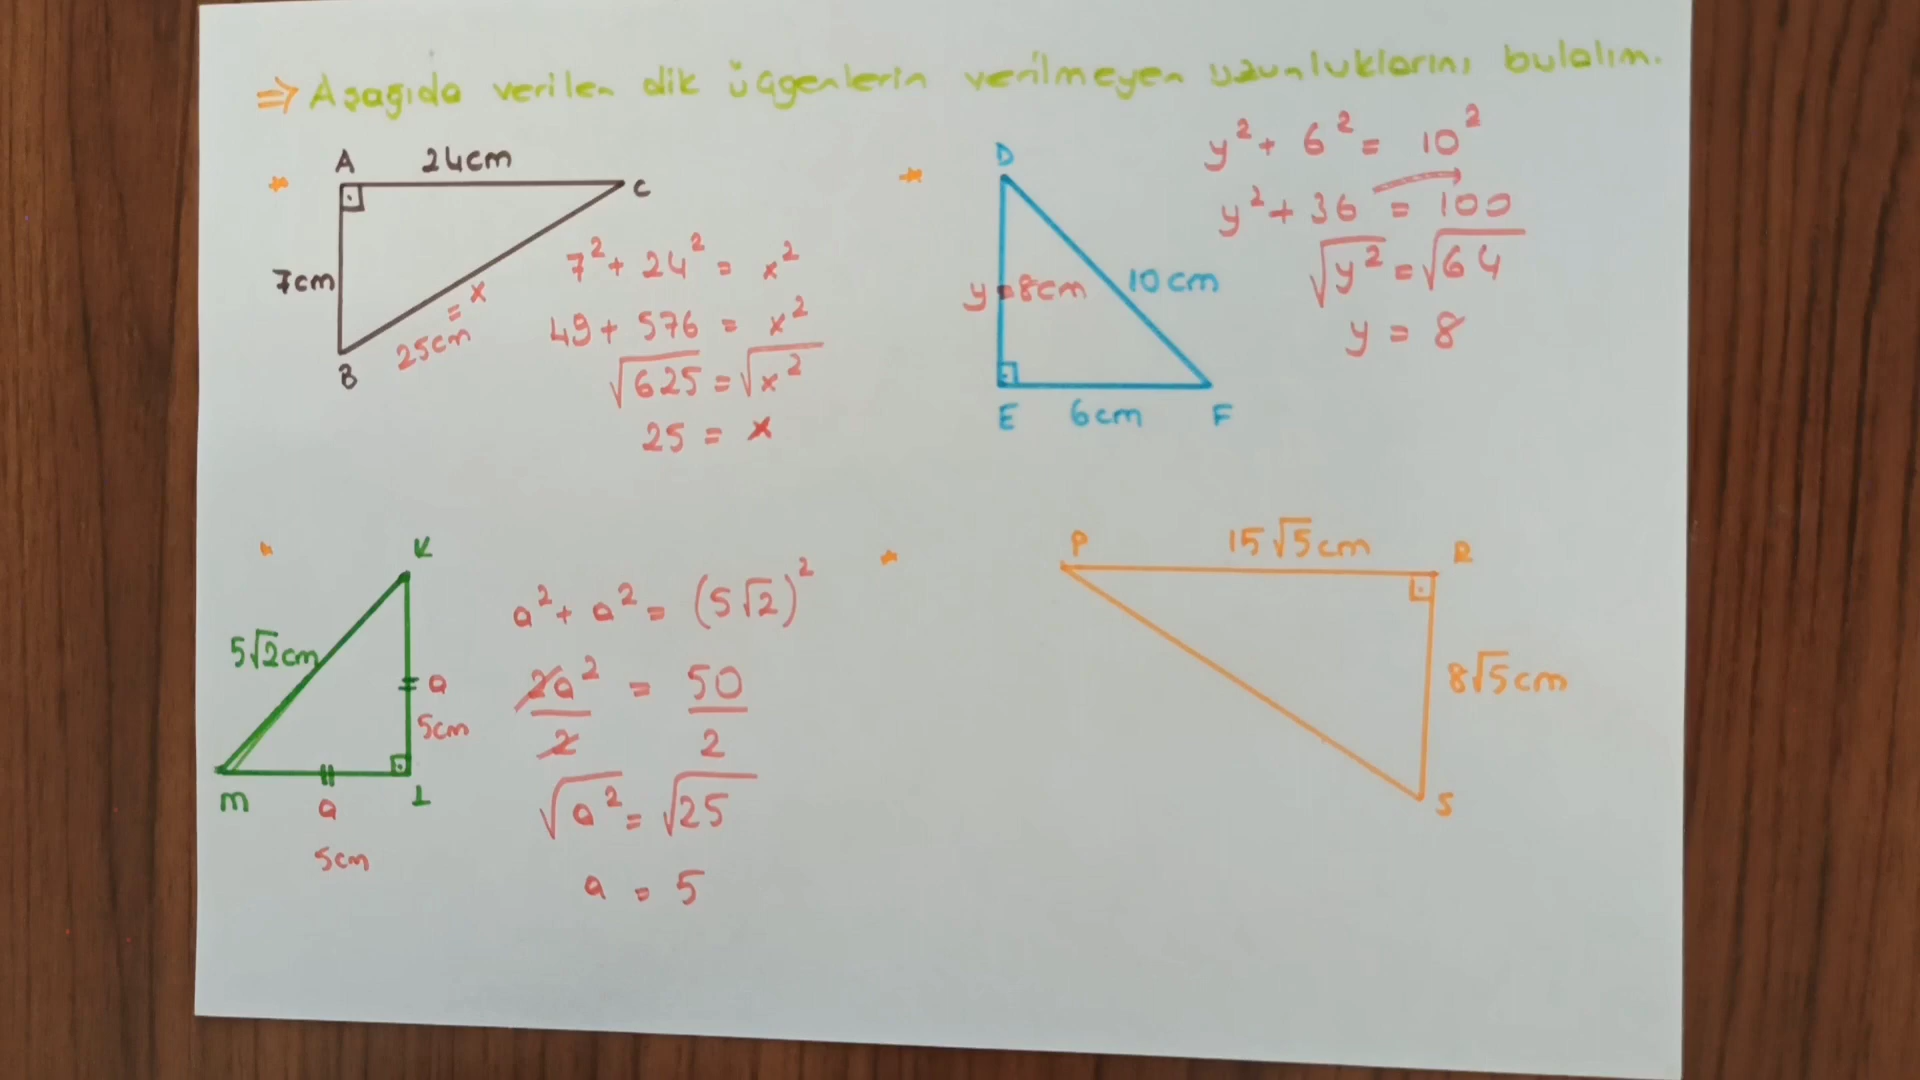 ⇒ Aşağıda verilen dik üçgenlerin verilmeyen uzunluklarını bulalım.
* A 24cm C
7cm
B
25cm = x
7² + 24² = x²
49 + 576 = x²
√625 = √x²
25 = x
* D
y = 8cm
10cm
E 6cm F
y² + 6² = 10²
y² + 36 = 100
√y² = √64
y = 8
* K
5√2cm
a
5cm
M a L
5cm
a² + a² = (5√2)²
2a² = 50
2 2
√a² = √25
a = 5
* P 15√5cm R
8√5cm
S